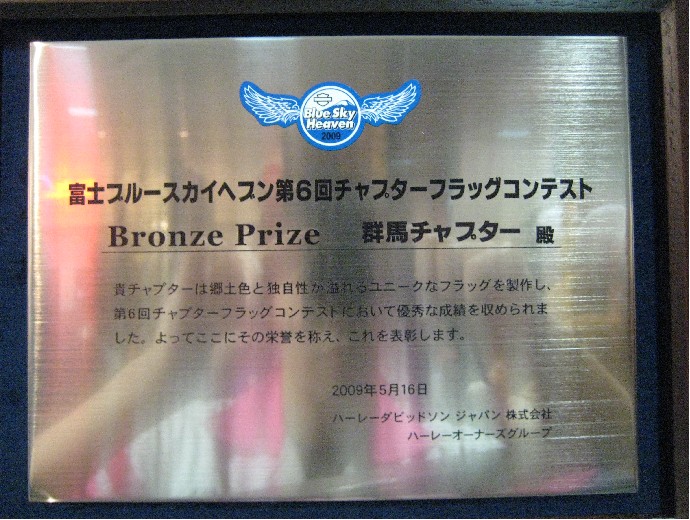 Blue Sky
Heaven
2009
富士ブルースカイヘブン第6回チャプターフラッグコンテスト
Bronze Prize 群馬チャプター 殿
貴チャプターは郷土色と独自性が溢れるユニークなフラッグを製作し、
第6回チャプターフラッグコンテストにおいて優秀な成績を収められま
した。よってここにその栄誉を称え、これを表彰します。
2009年5月16日
ハーレーダビッドソン ジャパン 株式会社
ハーレーオーナーズグループ